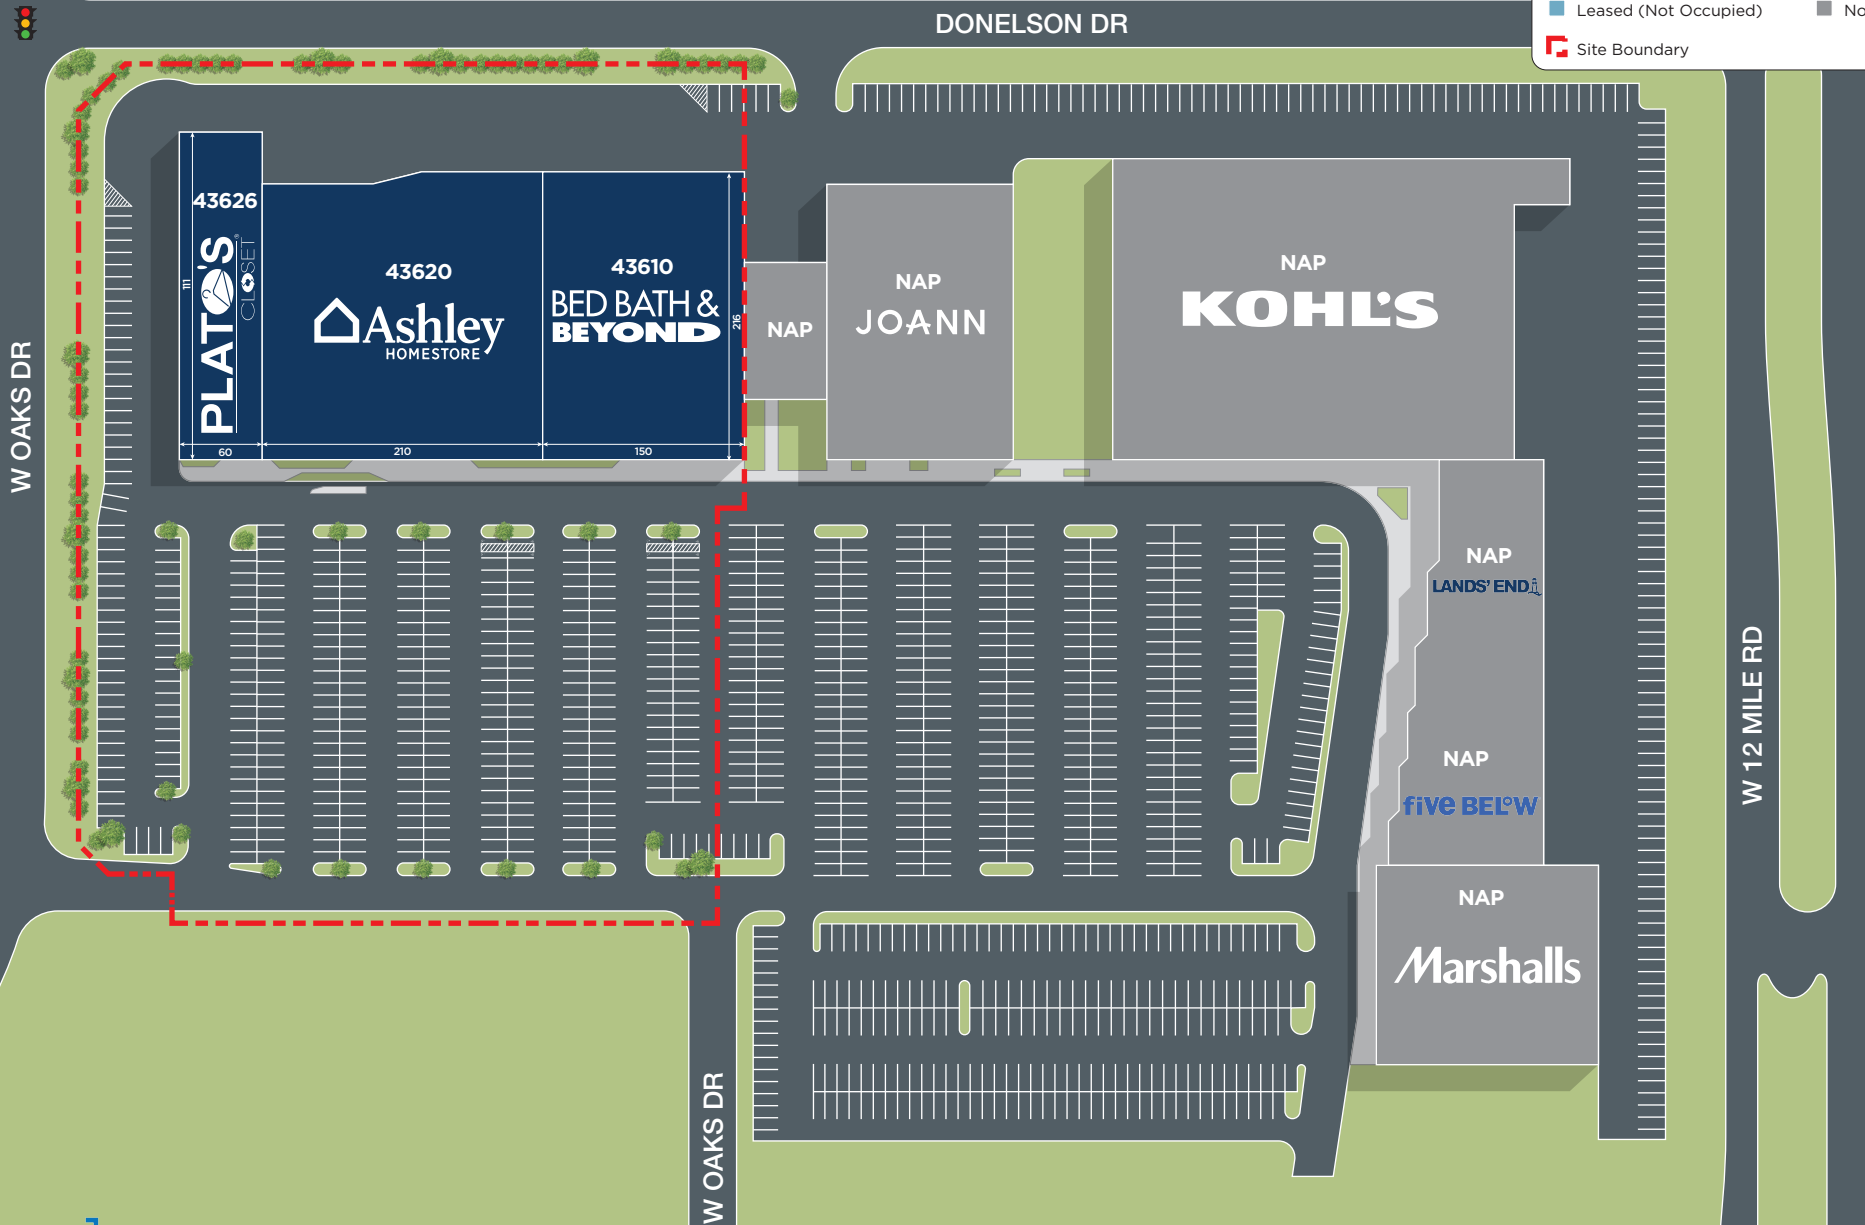 DONELSON DR
Leased (Not Occupied)
No
Site Boundary
43626
PLATO'S
CLOSET
111
60
43620
Ashley
HOMESTORE
210
43610
BED BATH &
BEYOND
216
150
NAP
NAP
JOANN
NAP
KOHL'S
NAP
LANDS' END
NAP
five BELOW
NAP
Marshalls
W OAKS DR
W OAKS DR
W 12 MILE RD